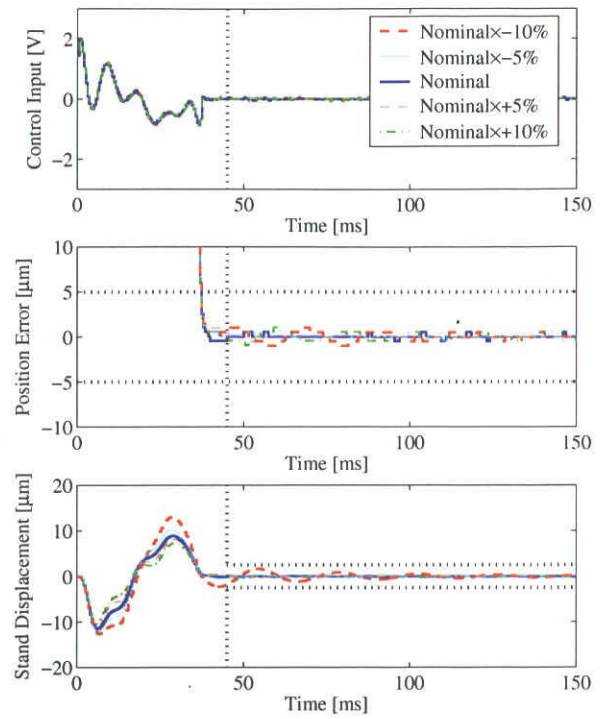 Control Input [V]
2
0
-2
0
50
100
150
Time [ms]
Nominal×-10%
Nominal×-5%
Nominal
Nominal×+5%
Nominal×+10%
Position Error [μm]
10
5
0
-5
-10
0
50
100
150
Time [ms]
Stand Displacement [μm]
20
10
0
-10
-20
0
50
100
150
Time [ms]